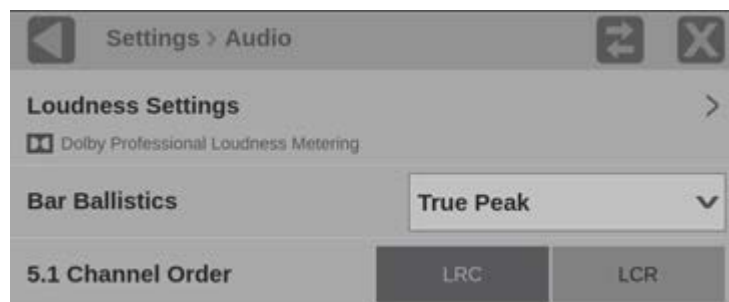 Settings > Audio
Loudness Settings
Dolby Professional Loudness Metering
Bar Ballistics True Peak
5.1 Channel Order LRC LCR